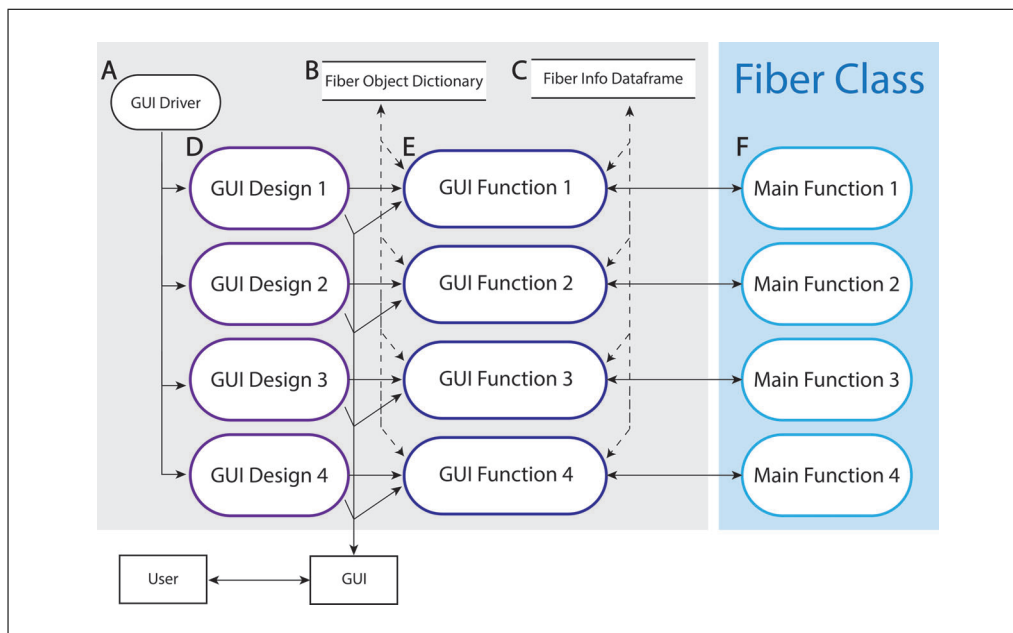 A
GUI Driver
B
Fiber Object Dictionary
C
Fiber Info Dataframe
Fiber Class
D
E
F
GUI Design 1
GUI Function 1
Main Function 1
GUI Design 2
GUI Function 2
Main Function 2
GUI Design 3
GUI Function 3
Main Function 3
GUI Design 4
GUI Function 4
Main Function 4
User
GUI